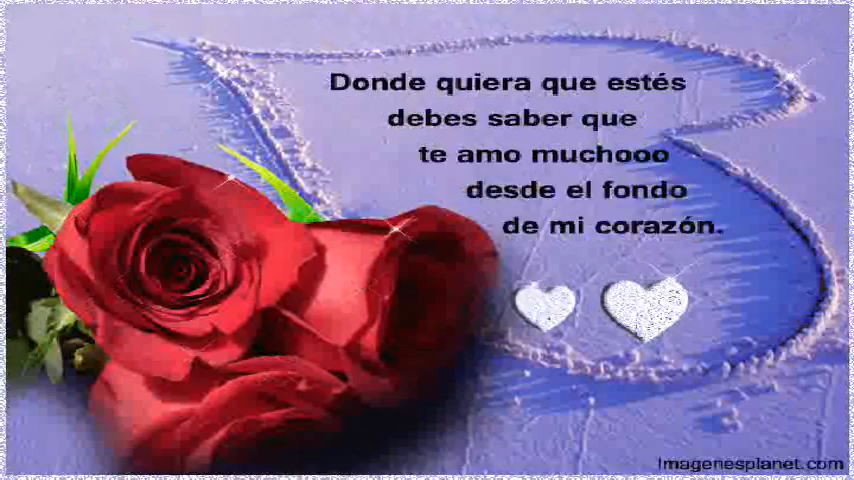 Donde quiera que estés
debes saber que
te amo muchooo
desde el fondo
de mi corazón.
Imagenesplanet.com